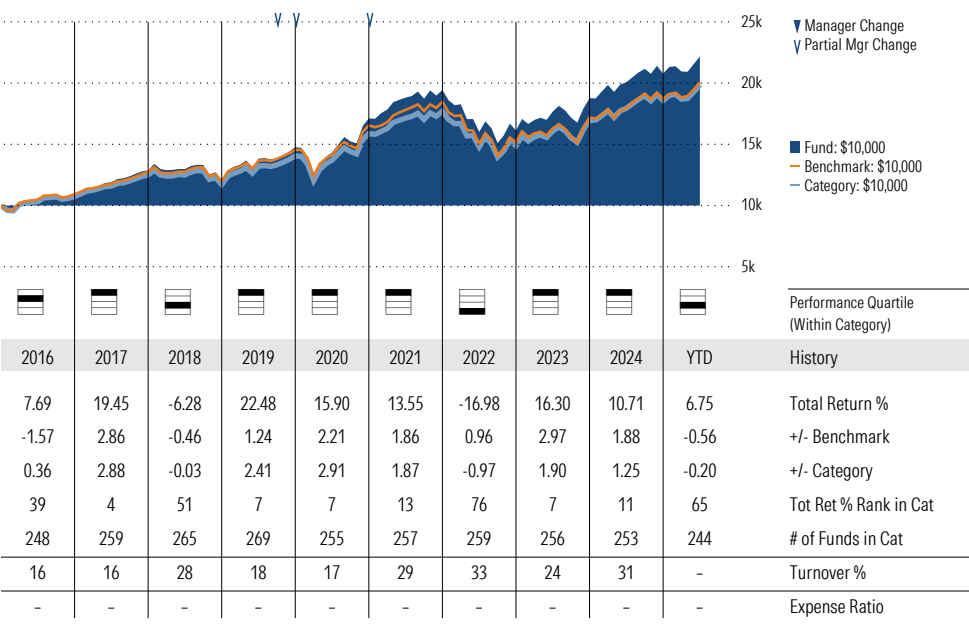 25k
Manager Change
Partial Mgr Change
20k
15k
Fund: $10,000
Benchmark: $10,000
Category: $10,000
10k
5k
Performance Quartile
(Within Category)
2016 2017 2018 2019 2020 2021 2022 2023 2024 YTD History
7.69 19.45 -6.28 22.48 15.90 13.55 -16.98 16.30 10.71 6.75 Total Return %
-1.57 2.86 -0.46 1.24 2.21 1.86 0.96 2.97 1.88 -0.56 +/- Benchmark
0.36 2.88 -0.03 2.41 2.91 1.87 -0.97 1.90 1.25 -0.20 +/- Category
39 4 51 7 7 13 76 7 11 65 Tot Ret % Rank in Cat
248 259 265 269 255 257 259 256 253 244 # of Funds in Cat
16 16 28 18 17 29 33 24 31 – Turnover %
– – – – – – – – – – Expense Ratio